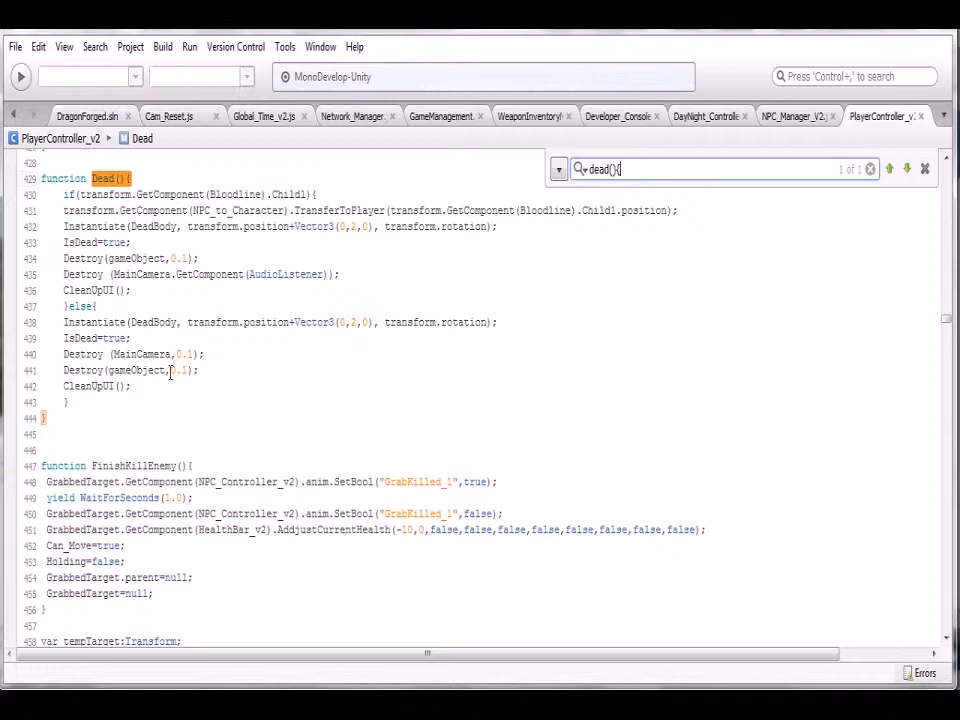 File Edit View Search Project Build Run Version Control Tools Window Help
MonoDevelop-Unity
Press 'Control+,' to search
DragonForged.sln × Cam_Reset.js × Global_Time_v2.js × Network_Manager. × GameManagement. × WeaponInventory × Developer_Console × DayNight_Controlle × NPC_Manager_V2.j × PlayerController_v ×
PlayerController_v2 ▸ M Dead
dead(){ 1 of 1
428
429 function Dead(){
430 if(transform.GetComponent(Bloodline).Child1){
431 transform.GetComponent(NPC_to_Character).TransferToPlayer(transform.GetComponent(Bloodline).Child1.position);
432 Instantiate(DeadBody, transform.position+Vector3(0,2,0), transform.rotation);
433 IsDead=true;
434 Destroy(gameObject,0.1);
435 Destroy (MainCamera.GetComponent(AudioListener));
436 CleanUpUI();
437 }else{
438 Instantiate(DeadBody, transform.position+Vector3(0,2,0), transform.rotation);
439 IsDead=true;
440 Destroy (MainCamera,0.1);
441 Destroy(gameObject,0.1);
442 CleanUpUI();
443 }
444 }
445
446
447 function FinishKillEnemy(){
448 GrabbedTarget.GetComponent(NPC_Controller_v2).anim.SetBool("GrabKilled_1",true);
449 yield WaitForSeconds(1.0);
450 GrabbedTarget.GetComponent(NPC_Controller_v2).anim.SetBool("GrabKilled_1",false);
451 GrabbedTarget.GetComponent(HealthBar_v2).AddjustCurrentHealth(-10,0,false,false,false,false,false,false,false);
452 Can_Move=true;
453 Holding=false;
454 GrabbedTarget.parent=null;
455 GrabbedTarget=null;
456 }
457
458 var tempTarget:Transform;
Errors